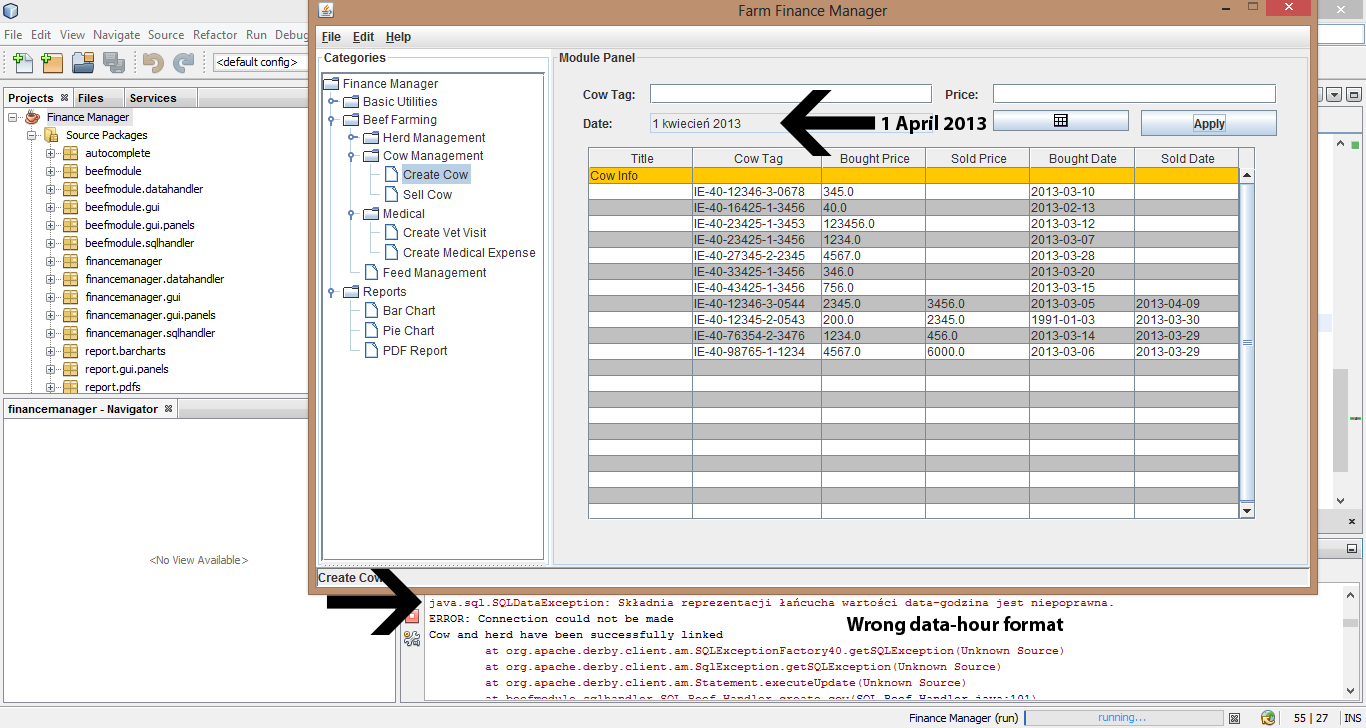 File Edit View Navigate Source Refactor Run Debug
<default config>
Projects
Files
Services
Finance Manager
Source Packages
autocomplete
beefmodule
beefmodule.datahandler
beefmodule.gui
beefmodule.gui.panels
beefmodule.sqlhandler
financemanager
financemanager.datahandler
financemanager.gui
financemanager.gui.panels
financemanager.sqlhandler
report.barcharts
report.gui.panels
report.pdfs
financemanager - Navigator
<No View Available>
Farm Finance Manager
File Edit Help
Categories
Finance Manager
Basic Utilities
Beef Farming
Herd Management
Cow Management
Create Cow
Sell Cow
Medical
Create Vet Visit
Create Medical Expense
Feed Management
Reports
Bar Chart
Pie Chart
PDF Report
Module Panel
Cow Tag: Price:
Date: 1 kwiecień 2013 1 April 2013 Apply
Title Cow Tag Bought Price Sold Price Bought Date Sold Date
Cow Info
IE-40-12346-3-0678 345.0 2013-03-10
IE-40-16425-1-3456 40.0 2013-02-13
IE-40-23425-1-3453 123456.0 2013-03-12
IE-40-23425-1-3456 1234.0 2013-03-07
IE-40-27345-2-2345 4567.0 2013-03-28
IE-40-33425-1-3456 346.0 2013-03-20
IE-40-43425-1-3456 756.0 2013-03-15
IE-40-12346-3-0544 2345.0 3456.0 2013-03-05 2013-04-09
IE-40-12345-2-0543 200.0 2345.0 1991-01-03 2013-03-30
IE-40-76354-2-3476 1234.0 456.0 2013-03-14 2013-03-29
IE-40-98765-1-1234 4567.0 6000.0 2013-03-06 2013-03-29
Create Cow
java.sql.SQLDataException: Składnia reprezentacji łańcucha wartości data-godzina jest niepoprawna.
ERROR: Connection could not be made
Wrong data-hour format
Cow and herd have been successfully linked
at org.apache.derby.client.am.SQLExceptionFactory40.getSQLException(Unknown Source)
at org.apache.derby.client.am.SqlException.getSQLException(Unknown Source)
at org.apache.derby.client.am.Statement.executeUpdate(Unknown Source)
at beefmodule.sqlhandler.SQL_Beef_Handler.create_cow(SQL_Beef_Handler.java:101)
Finance Manager (run) running... 55 | 27 INS